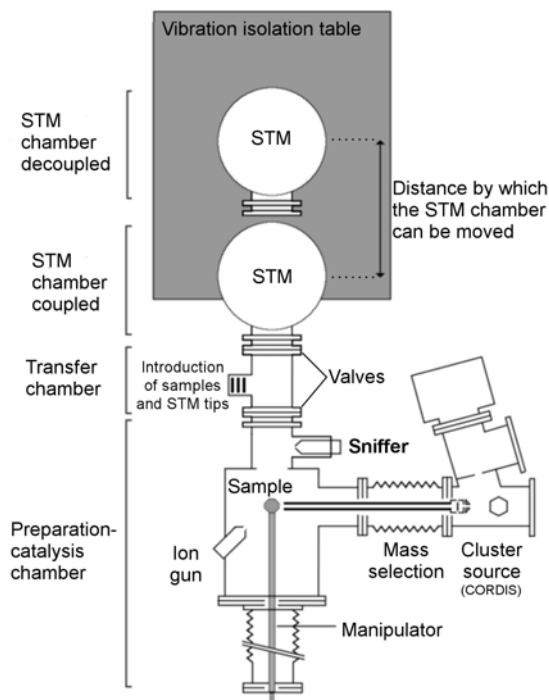 Vibration isolation table
STM
chamber
decoupled
STM
Distance by which
the STM chamber
can be moved
STM
chamber
coupled
STM
Transfer
chamber
Introduction
of samples
and STM tips
Valves
Sniffer
Sample
Preparation-
catalysis
chamber
Ion
gun
Mass
selection
Cluster
source
(CORDIS)
Manipulator